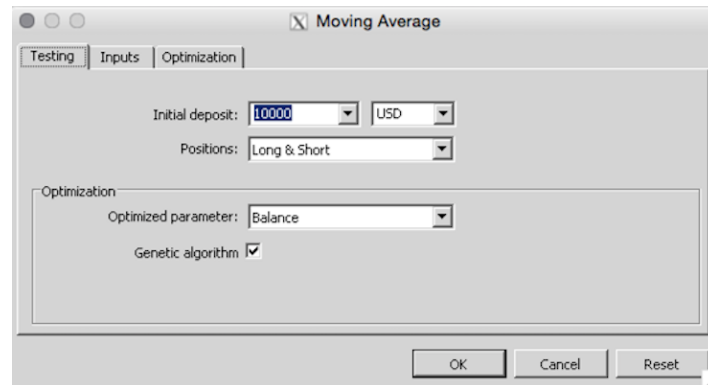 Moving Average
Testing Inputs Optimization
Initial deposit: 10000 USD
Positions: Long & Short
Optimization
Optimized parameter: Balance
Genetic algorithm
OK Cancel Reset